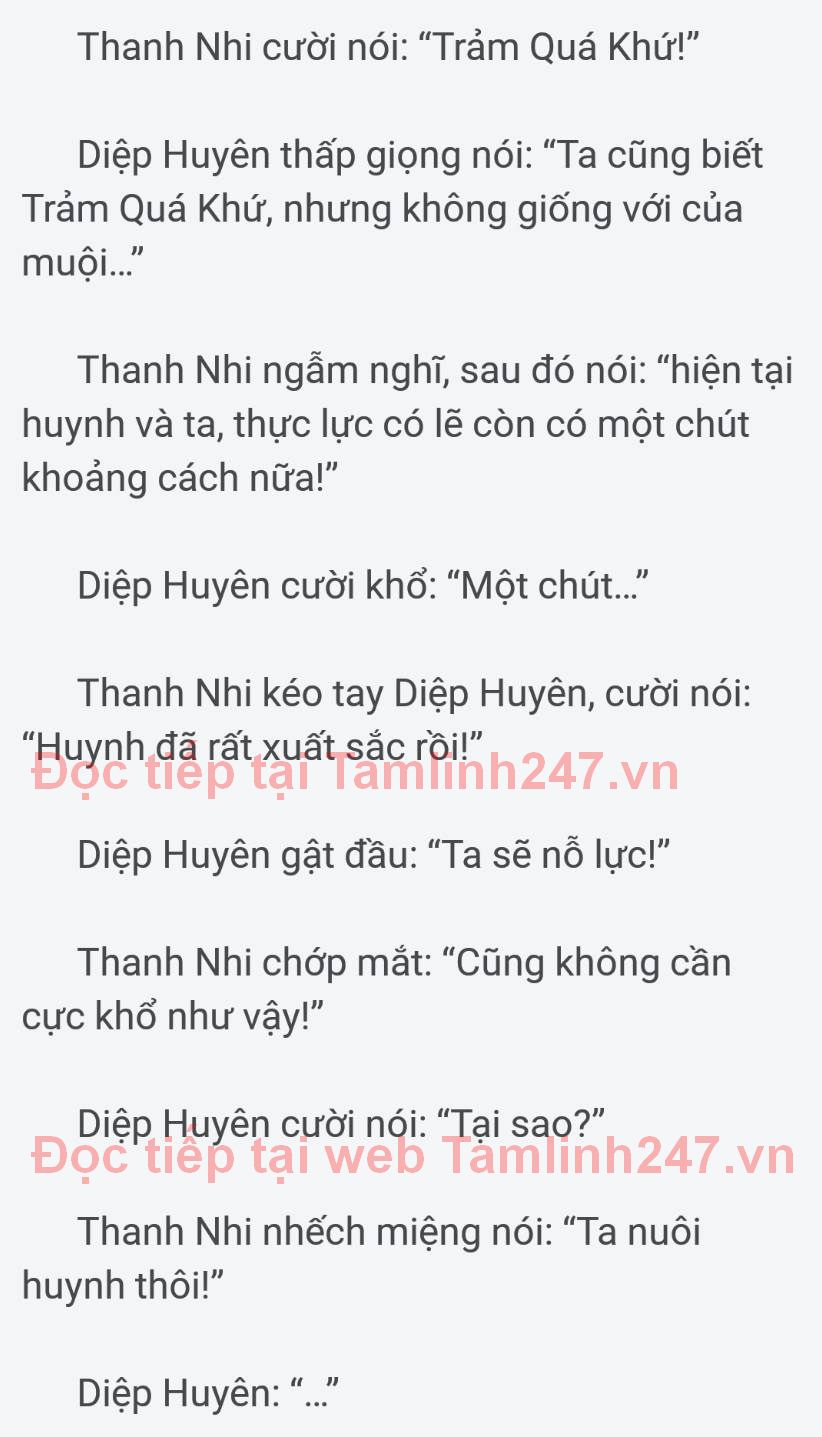 Thanh Nhi cười nói: “Trảm Quá Khứ!”
Diệp Huyên thấp giọng nói: “Ta cũng biết
Trảm Quá Khứ, nhưng không giống với của
muội...”
Thanh Nhi ngẫm nghĩ, sau đó nói: “hiện tại
huynh và ta, thực lực có lẽ còn có một chút
khoảng cách nữa!”
Diệp Huyên cười khổ: “Một chút...”
Thanh Nhi kéo tay Diệp Huyên, cười nói:
“Huynh đã rất xuất sắc rồi!”
Đọc tiếp tại Tamlinh247.vn
Diệp Huyên gật đầu: “Ta sẽ nỗ lực!”
Thanh Nhi chớp mắt: “Cũng không cần
cực khổ như vậy!”
Diệp Huyên cười nói: “Tại sao?”
Đọc tiếp tại web Tamlinh247.vn
Thanh Nhi nhếch miệng nói: “Ta nuôi
huynh thôi!”
Diệp Huyên: “...”